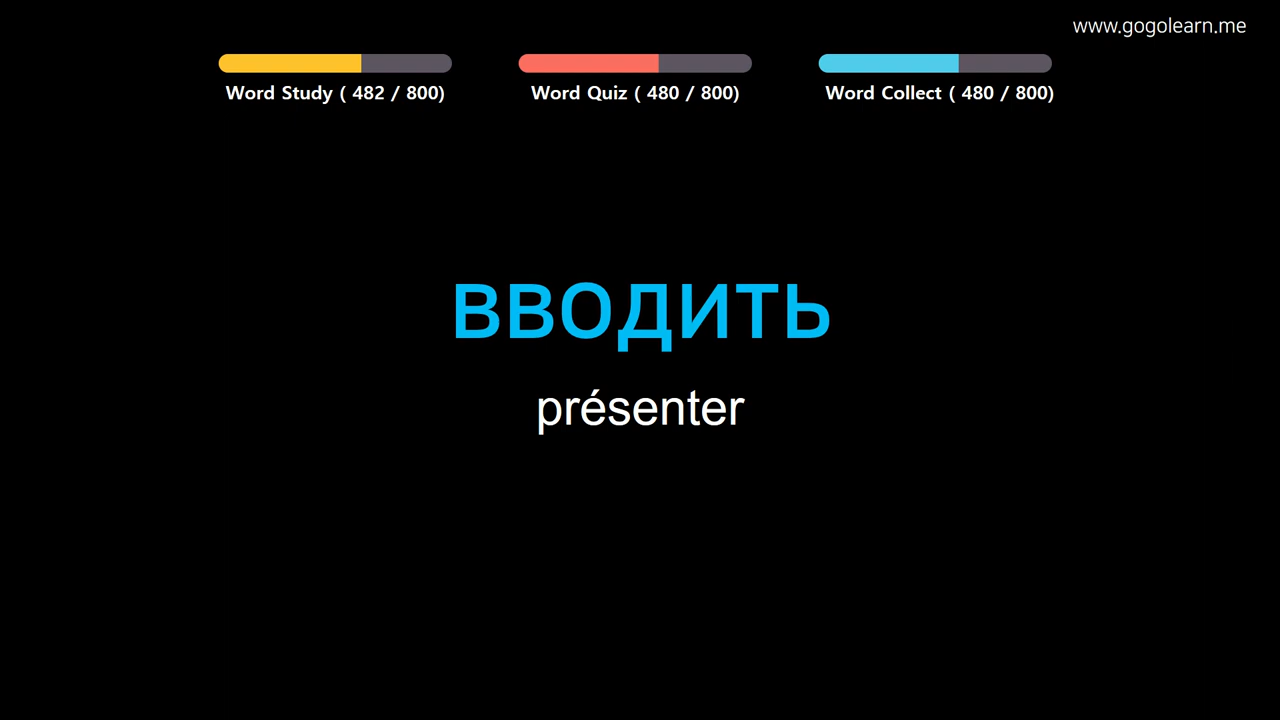 www.gogolearn.me
Word Study ( 482 / 800)
Word Quiz ( 480 / 800)
Word Collect ( 480 / 800)
вводить
présenter